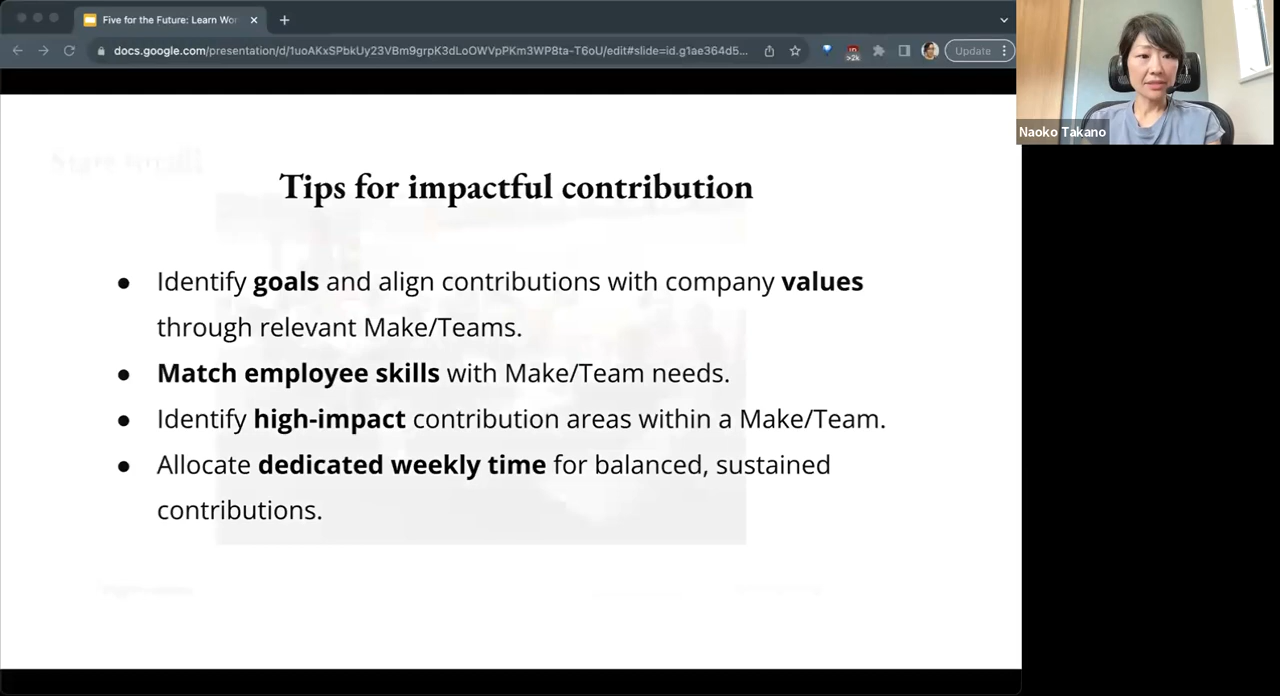 Five for the Future: Learn Wor
docs.google.com/presentation/d/1uoAKxSPbkUy23VBm9grpK3dLoOWVpPKm3WP8ta-T6oU/edit#slide=id.g1ae364d5...
>2k
Update
Naoko Takano
Start small!
Tips for impactful contribution
● Identify goals and align contributions with company values
through relevant Make/Teams.
● Match employee skills with Make/Team needs.
● Identify high-impact contribution areas within a Make/Team.
● Allocate dedicated weekly time for balanced, sustained
contributions.